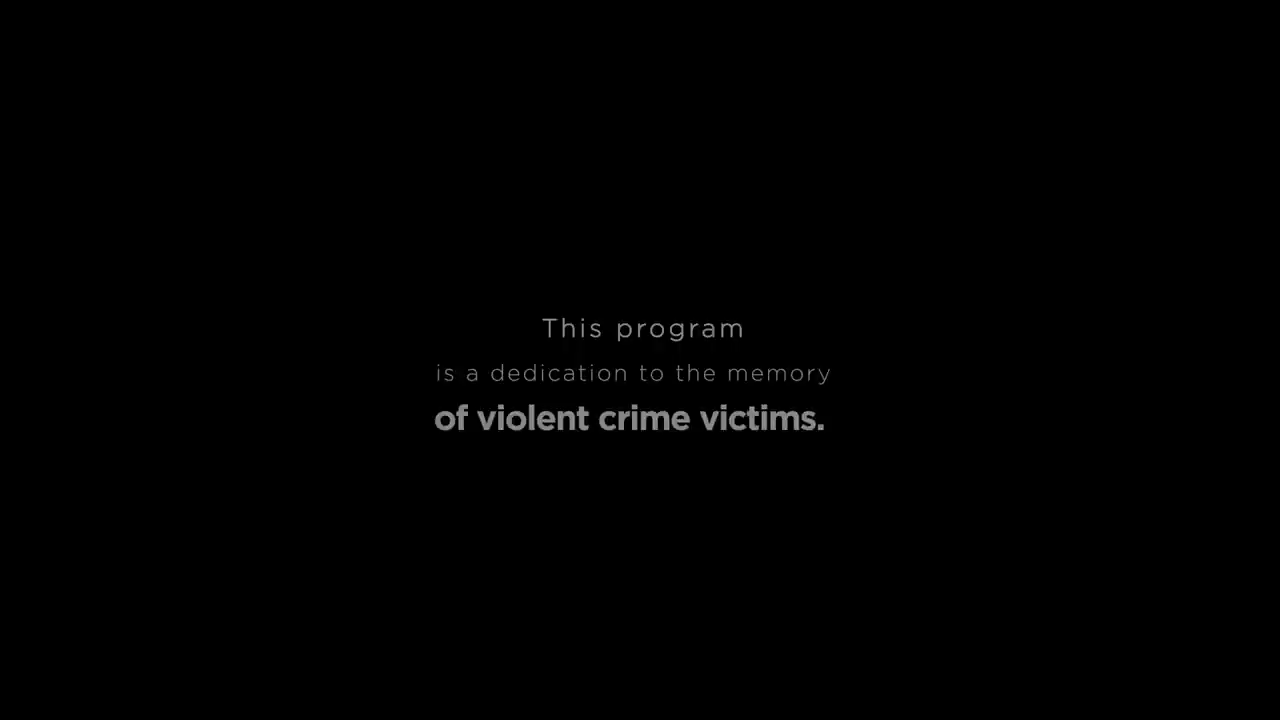 This program
is a dedication to the memory
of violent crime victims.